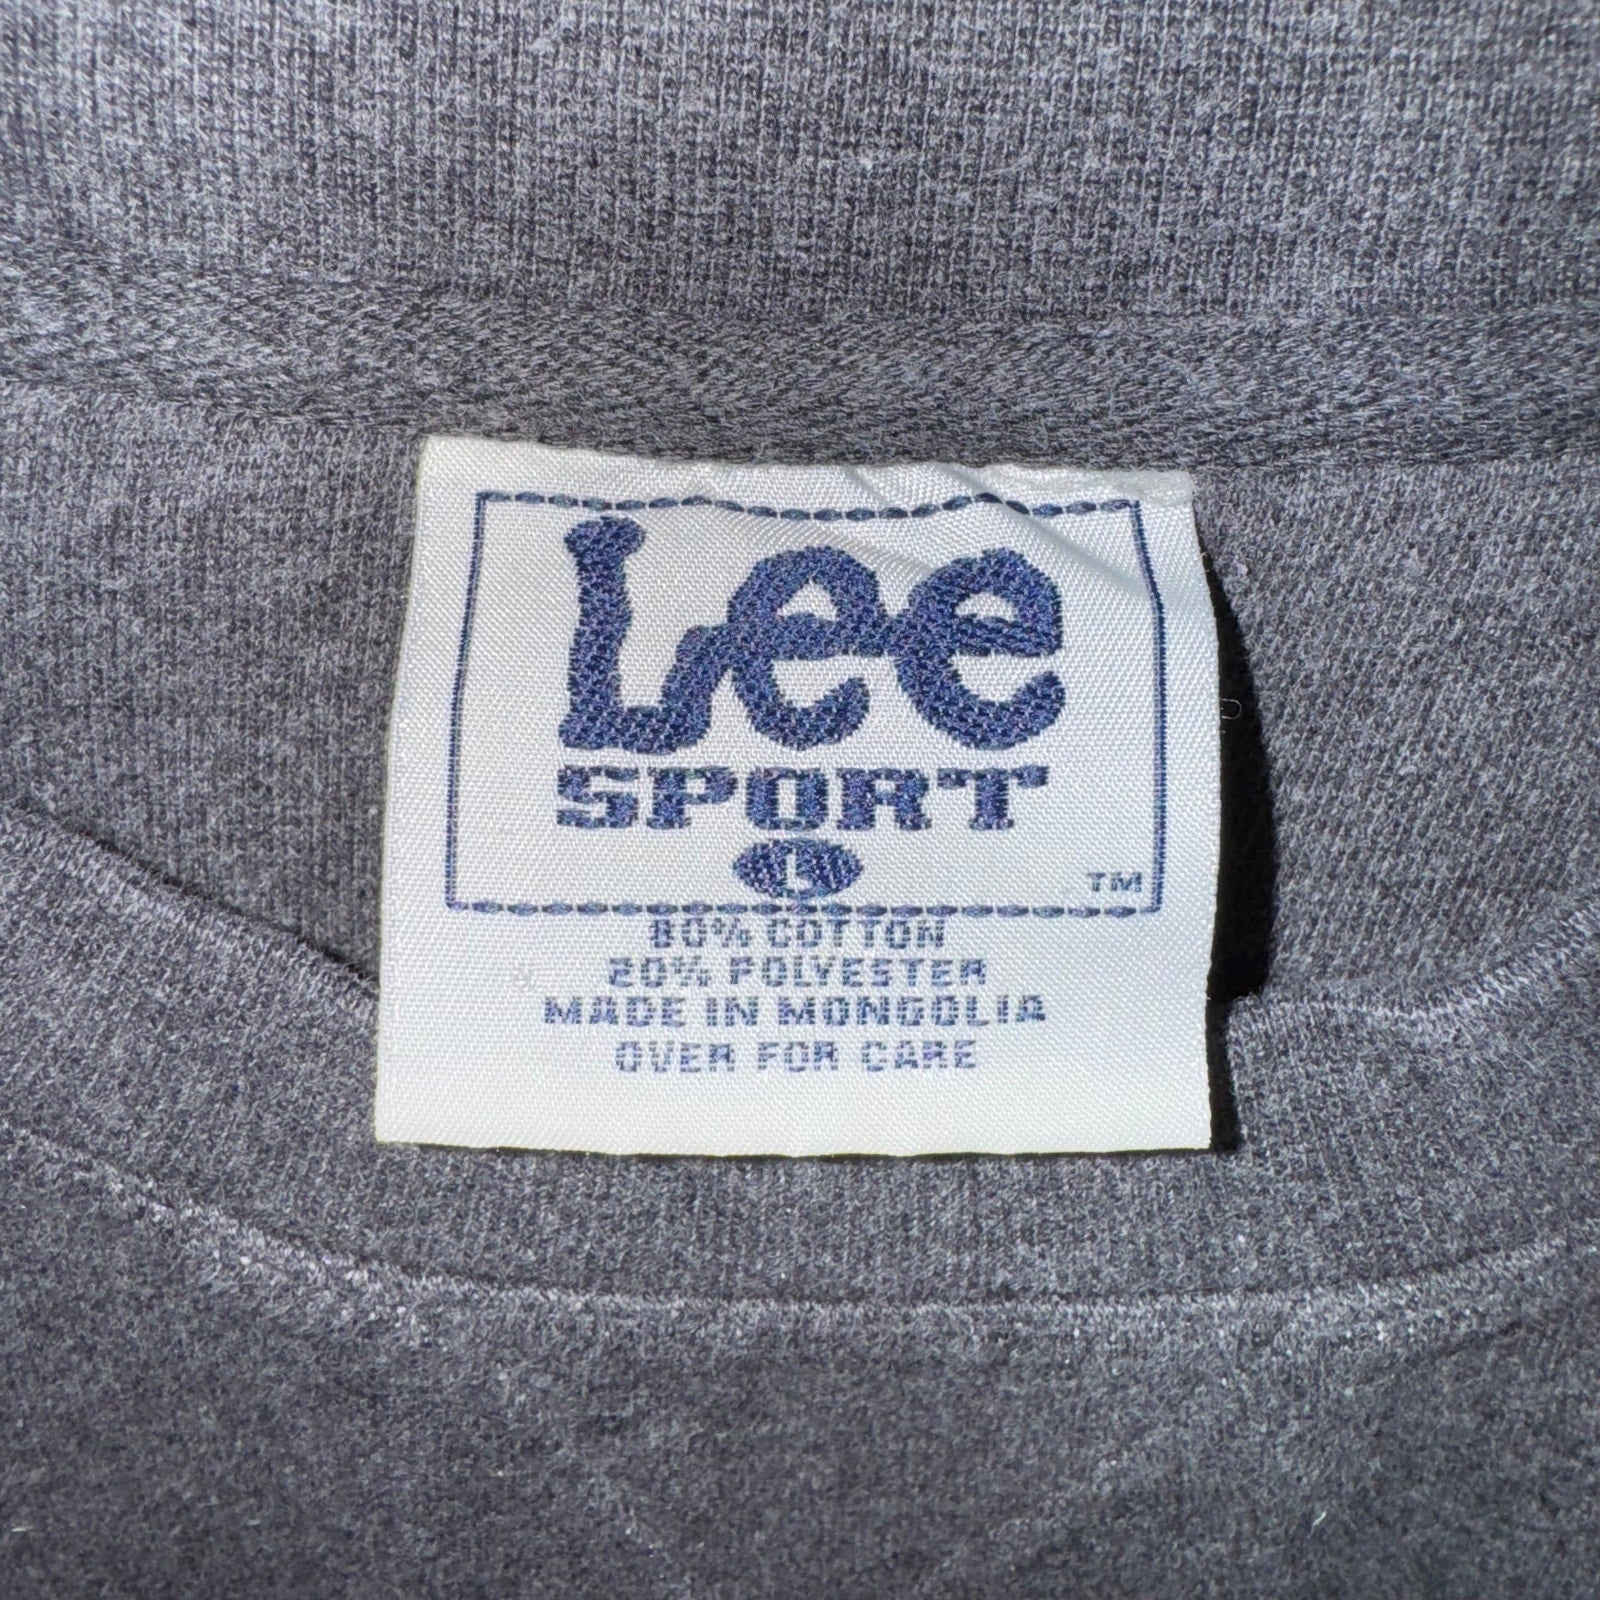 Lee
SPORT
L
TM
80% COTTON
20% POLYESTER
MADE IN MONGOLIA
OVER FOR CARE